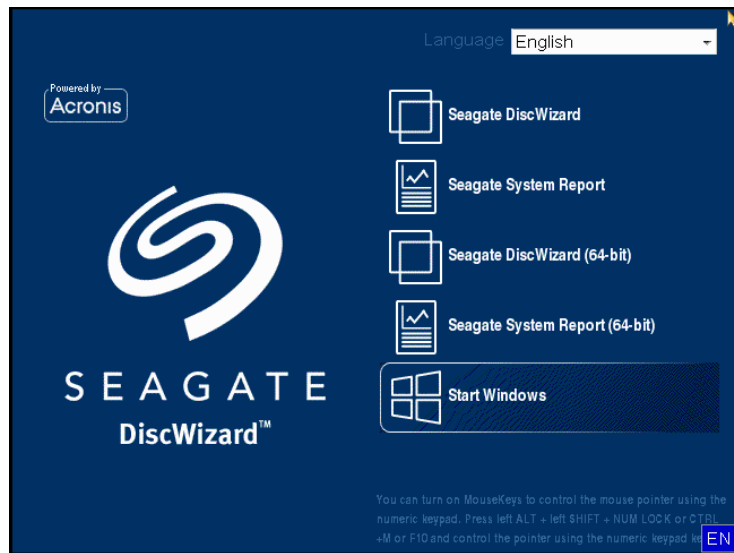 Language English
Powered by
Acronis
Seagate DiscWizard
Seagate System Report
Seagate DiscWizard (64-bit)
Seagate System Report (64-bit)
SEAGATE
DiscWizard™
Start Windows
You can turn on MouseKeys to control the mouse pointer using the
numeric keypad. Press left ALT + left SHIFT + NUM LOCK or CTRL
+M or F10 and control the pointer using the numeric keypad
EN